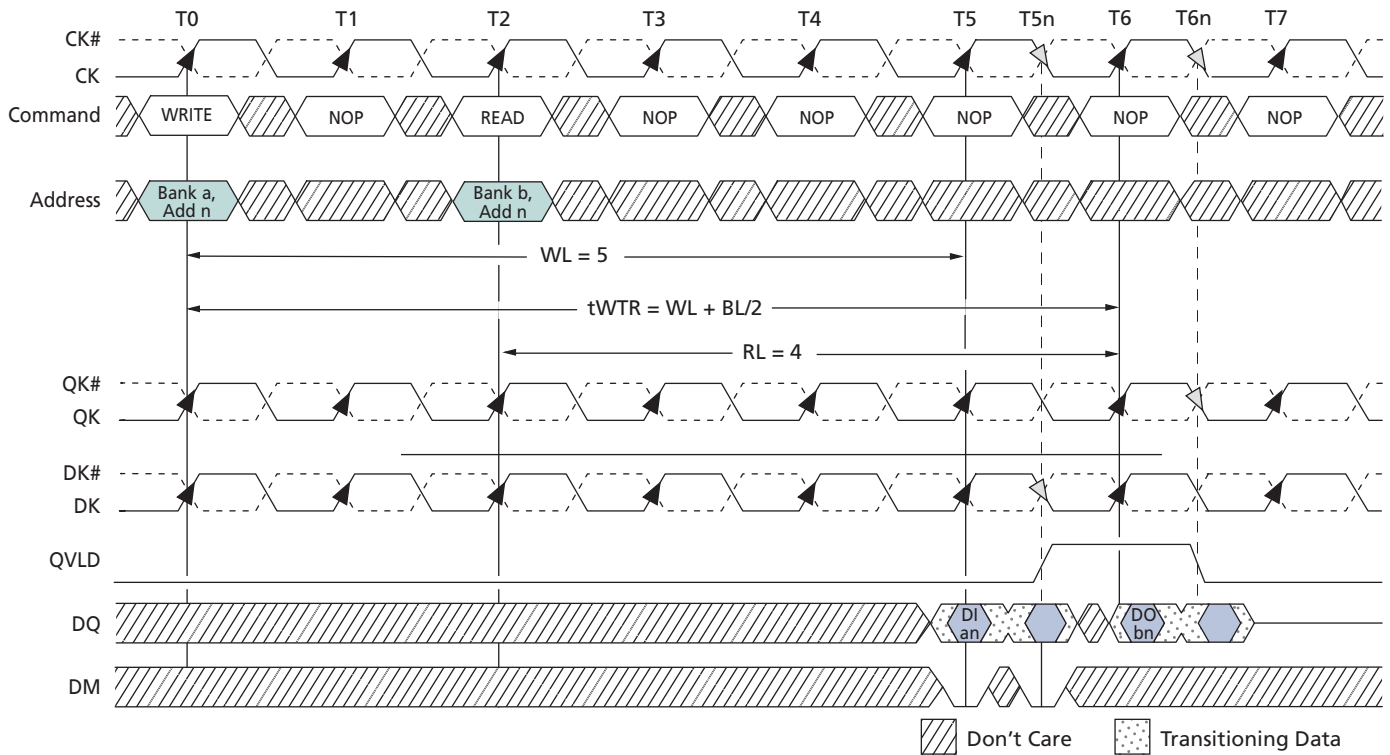 T0 T1 T2 T3 T4 T5 T5n T6 T6n T7
CK#
CK
Command WRITE NOP READ NOP NOP NOP NOP NOP
Address Bank a, Add n Bank b, Add n
WL = 5
tWTR = WL + BL/2
RL = 4
QK#
QK
DK#
DK
QVLD
DQ DI an DO bn
DM
Don't Care Transitioning Data